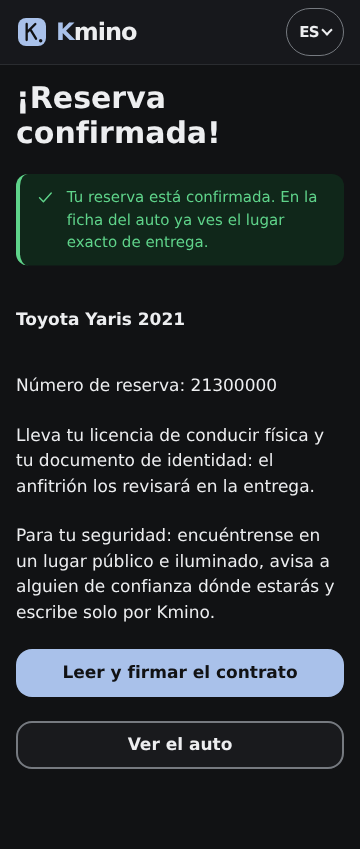 K. Kmino
ES
¡Reserva
confirmada!
Tu reserva está confirmada. En la
ficha del auto ya ves el lugar
exacto de entrega.
Toyota Yaris 2021
Número de reserva: 21300000
Lleva tu licencia de conducir física y
tu documento de identidad: el
anfitrión los revisará en la entrega.
Para tu seguridad: encuéntrense en
un lugar público e iluminado, avisa a
alguien de confianza dónde estarás y
escribe solo por Kmino.
Leer y firmar el contrato
Ver el auto